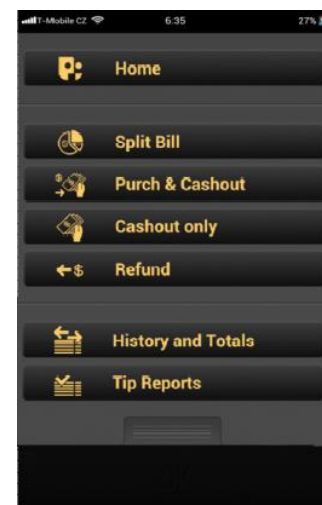 T-Mobile CZ 6:35 27%
Home
Split Bill
Purch & Cashout
Cashout only
Refund
History and Totals
Tip Reports